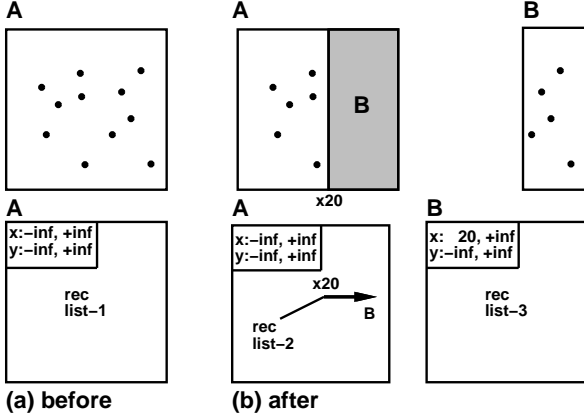 A
A
B
B
x20
A
x:−inf, +inf
y:−inf, +inf
rec
list−1
A
x:−inf, +inf
y:−inf, +inf
x20
B
rec
list−2
B
x: 20, +inf
y:−inf, +inf
rec
list−3
(a) before
(b) after